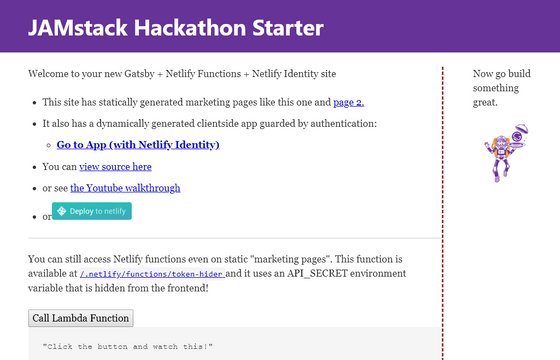 JAMstack Hackathon Starter
Welcome to your new Gatsby + Netlify Functions + Netlify Identity site
This site has statically generated marketing pages like this one and page 2.
It also has a dynamically generated clientside app guarded by authentication:
Go to App (with Netlify Identity)
You can view source here
or see the Youtube walkthrough
or Deploy to netlify
You can still access Netlify functions even on static "marketing pages". This function is
available at /.netlify/functions/token-hider and it uses an API_SECRET environment
variable that is hidden from the frontend!
Call Lambda Function
"Click the button and watch this!"
Now go build
something
great.